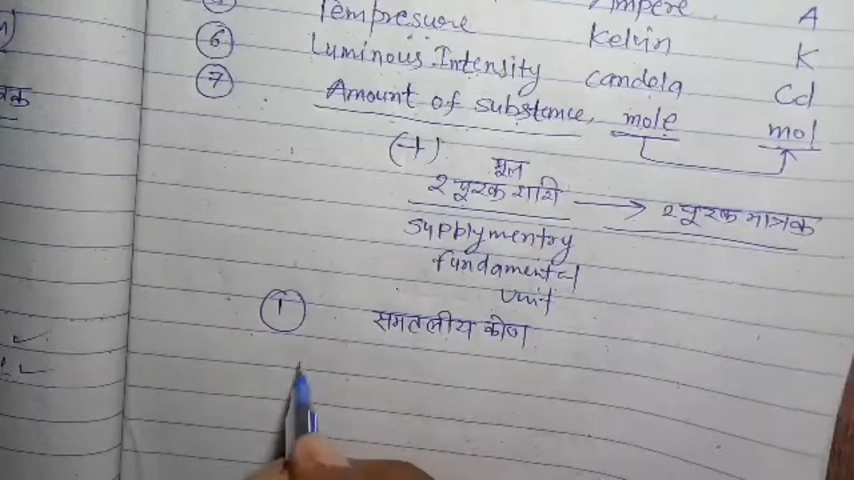 Ampere A
Tempresure Kelvin K
6 Luminous Intensity candela Cd
7 Amount of substance, mole mol
(+)
मूल
2 पूरक राशि → 2 पूरक मात्रक
Supplymentry
fundamental
Unit
1 समतलीय कोण